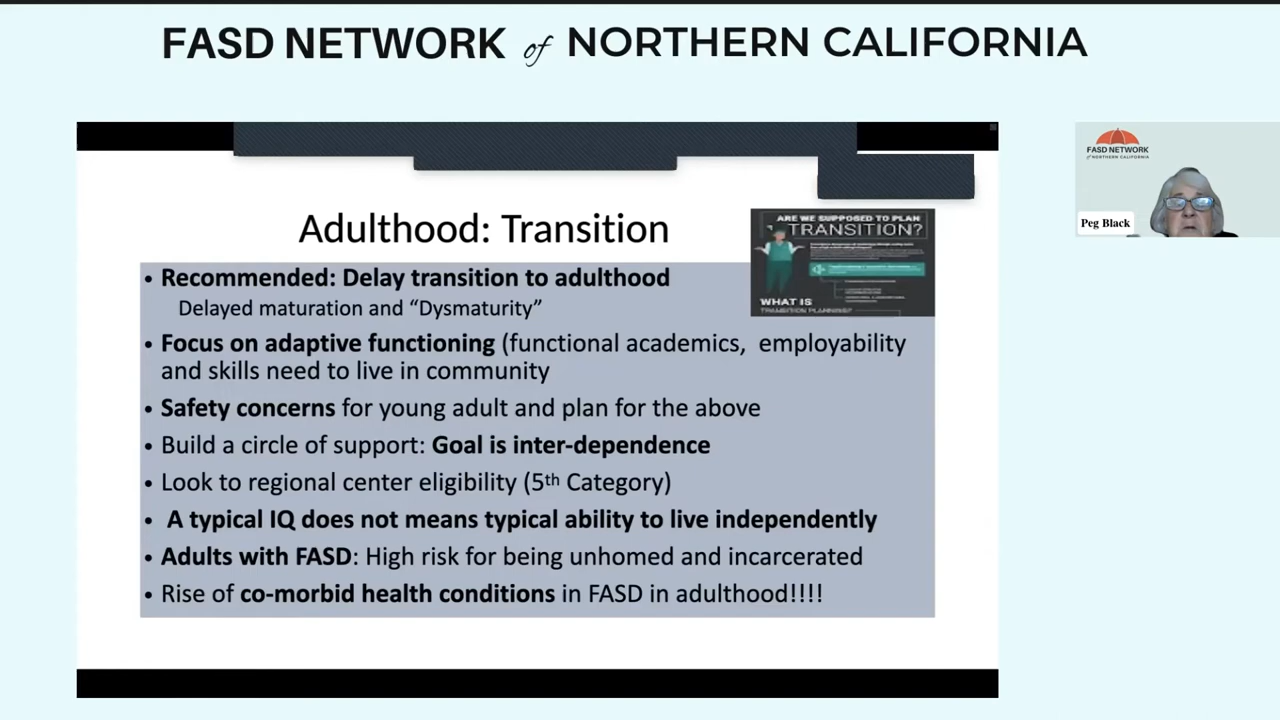 FASD NETWORK of NORTHERN CALIFORNIA
FASD NETWORK
of NORTHERN CALIFORNIA
Peg Black
ARE WE SUPPOSED TO PLAN
TRANSITION?
WHAT IS
TRANSITION PLANNING?
Adulthood: Transition
• Recommended: Delay transition to adulthood
Delayed maturation and “Dysmaturity”
• Focus on adaptive functioning (functional academics, employability
and skills need to live in community
• Safety concerns for young adult and plan for the above
• Build a circle of support: Goal is inter-dependence
• Look to regional center eligibility (5th Category)
• A typical IQ does not means typical ability to live independently
• Adults with FASD: High risk for being unhomed and incarcerated
• Rise of co-morbid health conditions in FASD in adulthood!!!!